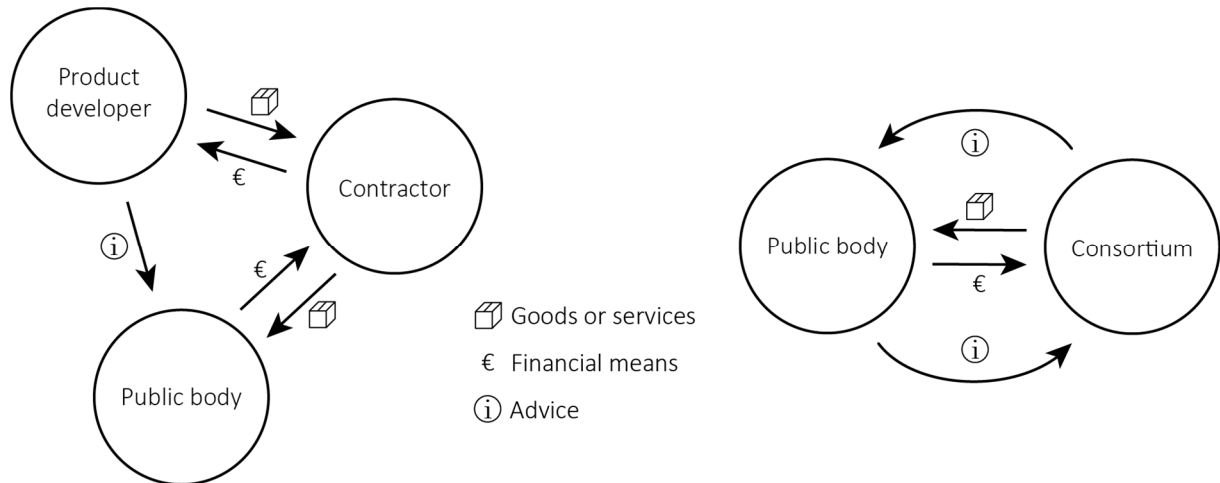 Product
developer
€
Contractor
i
€
Public body
Goods or services
€ Financial means
i Advice
i
Public body
Consortium
€
i